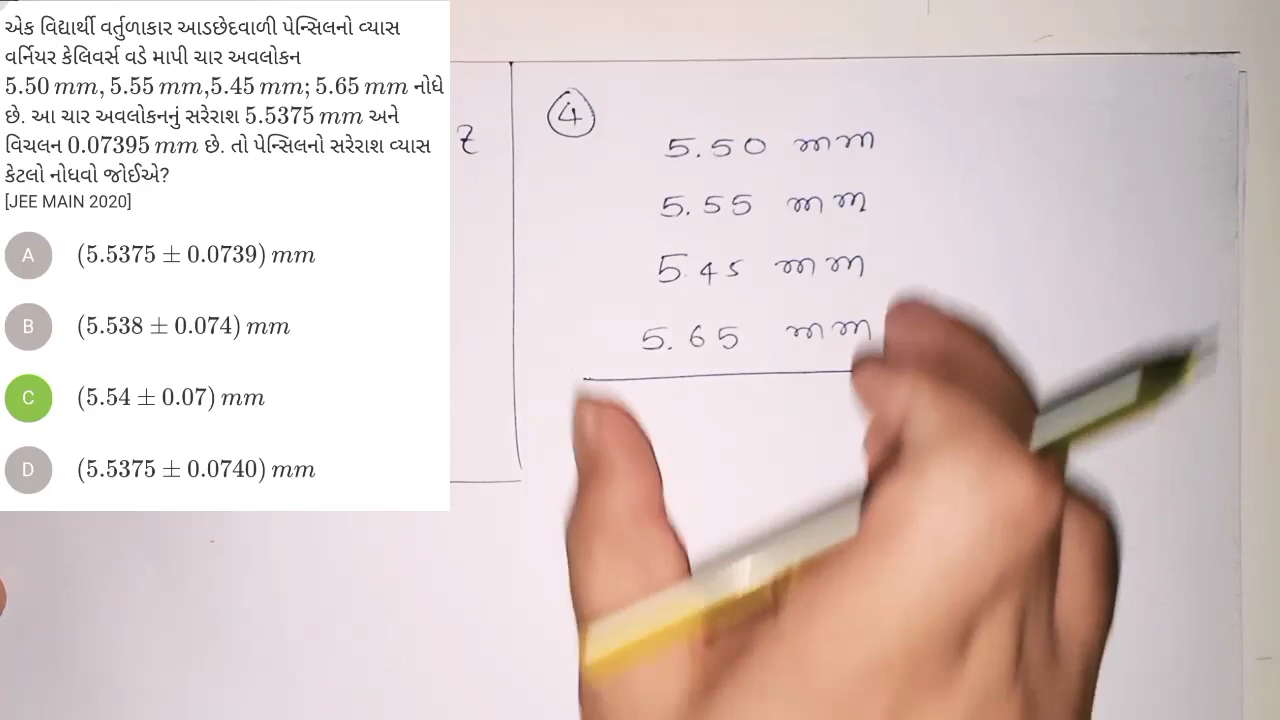 એક વિદ્યાર્થી વર્તુળાકાર આડછેદવાળી પેન્સિલનો વ્યાસ
વર્નિયર કેલિવર્સ વડે માપી ચાર અવલોકન
5.50 mm, 5.55 mm,5.45 mm; 5.65 mm નોધે
છે. આ ચાર અવલોકનનું સરેરાશ 5.5375 mm અને
વિચલન 0.07395 mm છે. તો પેન્સિલનો સરેરાશ વ્યાસ
કેટલો નોધવો જોઈએ?
[JEE MAIN 2020]
A (5.5375 ± 0.0739) mm
B (5.538 ± 0.074) mm
C (5.54 ± 0.07) mm
D (5.5375 ± 0.0740) mm
4
5.50 mm
5.55 mm
5.45 mm
5.65 mm